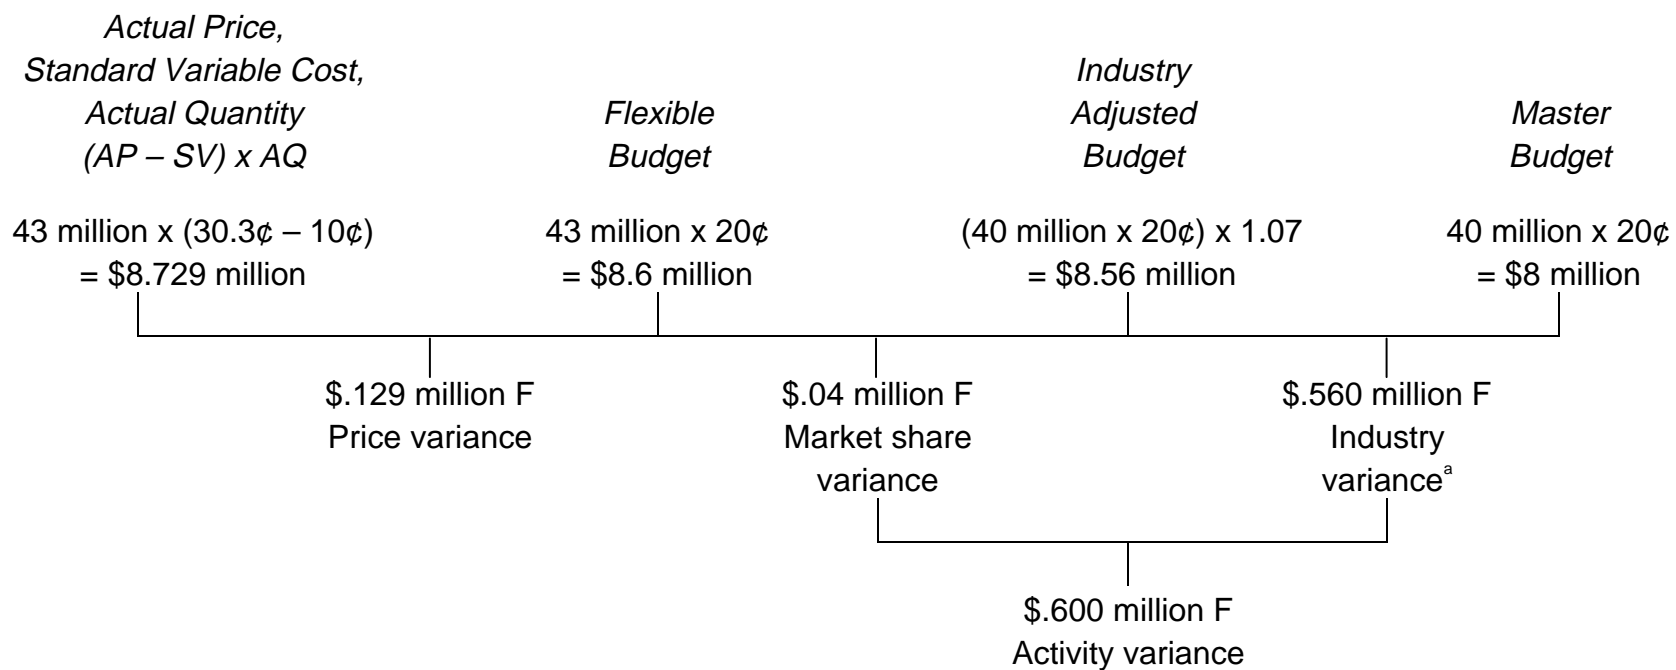 Actual Price,
Standard Variable Cost,
Actual Quantity
(AP – SV) x AQ
43 million x (30.3¢ – 10¢)
= $8.729 million
Flexible
Budget
43 million x 20¢
= $8.6 million
Industry
Adjusted
Budget
(40 million x 20¢) x 1.07
= $8.56 million
Master
Budget
40 million x 20¢
= $8 million
$.129 million F
Price variance
$.04 million F
Market share
variance
$.560 million F
Industry
varianceᵃ
$.600 million F
Activity variance